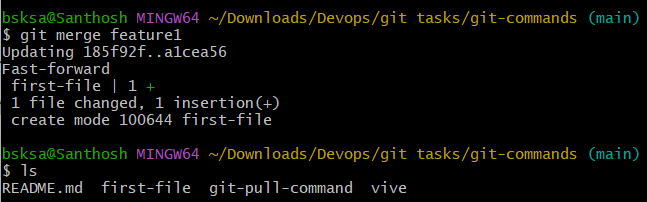 bsksa@Santhosh MINGW64 ~/Downloads/Devops/git tasks/git-commands (main)
$ git merge feature1
Updating 185f92f..a1cea56
Fast-forward
 first-file | 1 +
 1 file changed, 1 insertion(+)
 create mode 100644 first-file

bsksa@Santhosh MINGW64 ~/Downloads/Devops/git tasks/git-commands (main)
$ ls
README.md  first-file  git-pull-command  vive